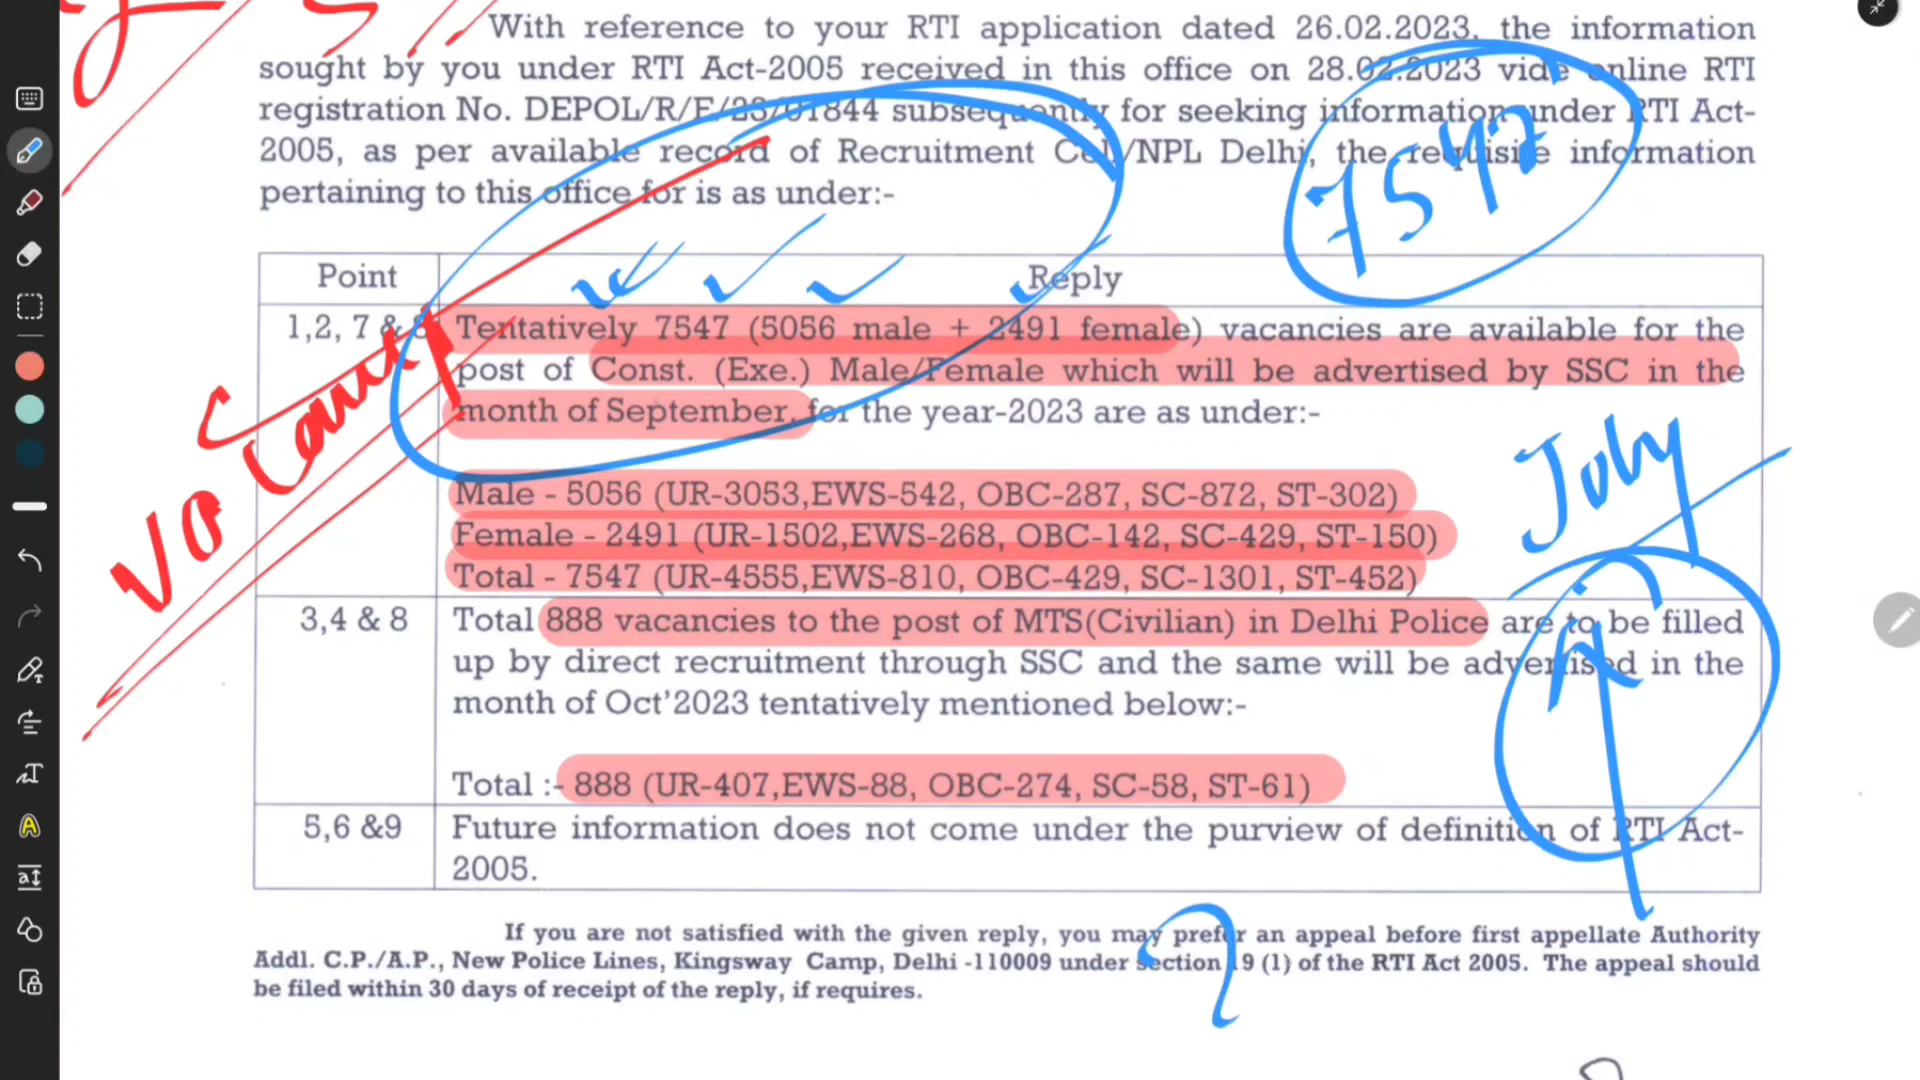 With reference to your RTI application dated 26.02.2023, the information
sought by you under RTI Act-2005 received in this office on 28.02.2023 vide online RTI
registration No. DEPOL/R/E/23/01844 subsequently for seeking information under RTI Act-
2005, as per available record of Recruitment Cell/NPL Delhi, the requisite information
pertaining to this office for is as under:-
7547
Point Reply
1,2, 7 & 8 Tentatively 7547 (5056 male + 2491 female) vacancies are available for the
post of Const. (Exe.) Male/Female which will be advertised by SSC in the
month of September, for the year-2023 are as under:-
July
Male - 5056 (UR-3053,EWS-542, OBC-287, SC-872, ST-302)
Female - 2491 (UR-1502,EWS-268, OBC-142, SC-429, ST-150)
Total - 7547 (UR-4555,EWS-810, OBC-429, SC-1301, ST-452)
3,4 & 8 Total 888 vacancies to the post of MTS(Civilian) in Delhi Police are to be filled
up by direct recruitment through SSC and the same will be advertised in the
month of Oct'2023 tentatively mentioned below:-
Total :- 888 (UR-407,EWS-88, OBC-274, SC-58, ST-61)
5,6 &9 Future information does not come under the purview of definition of RTI Act-
2005.
If you are not satisfied with the given reply, you may prefer an appeal before first appellate Authority
Addl. C.P./A.P., New Police Lines, Kingsway Camp, Delhi -110009 under section 19 (1) of the RTI Act 2005. The appeal should
be filed within 30 days of receipt of the reply, if requires.